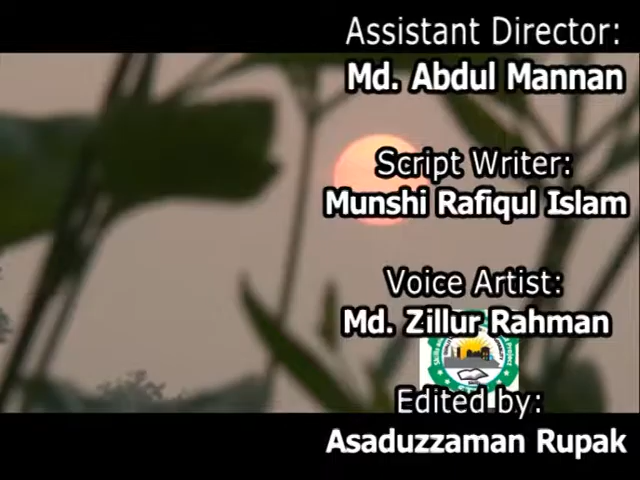 Assistant Director:
Md. Abdul Mannan
Script Writer:
Munshi Rafiqul Islam
Voice Artist:
Md. Zillur Rahman
Edited by:
Asaduzzaman Rupak